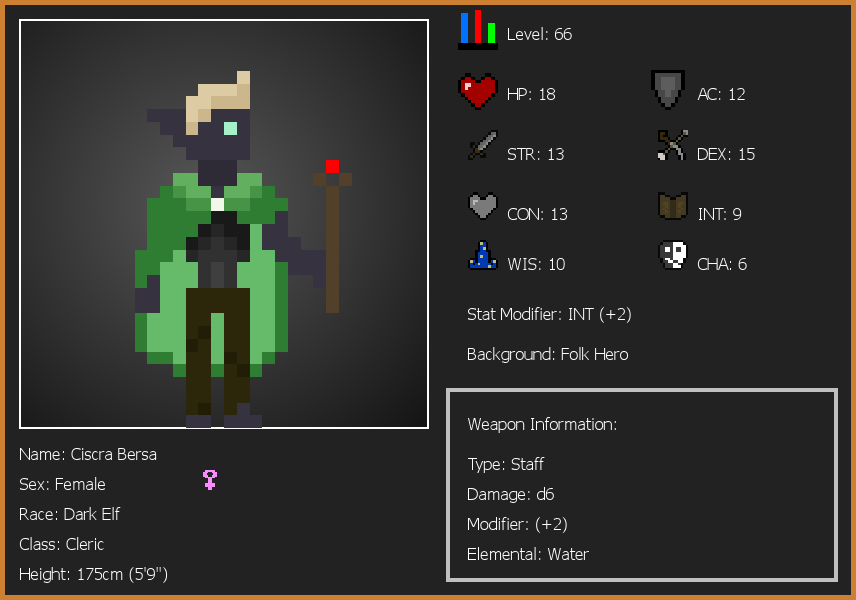 Level: 66
HP: 18
AC: 12
STR: 13
DEX: 15
CON: 13
INT: 9
WIS: 10
CHA: 6
Stat Modifier: INT (+2)
Background: Folk Hero
Weapon Information:
Type: Staff
Damage: d6
Modifier: (+2)
Elemental: Water
Name: Ciscra Bersa
Sex: Female
Race: Dark Elf
Class: Cleric
Height: 175cm (5'9")